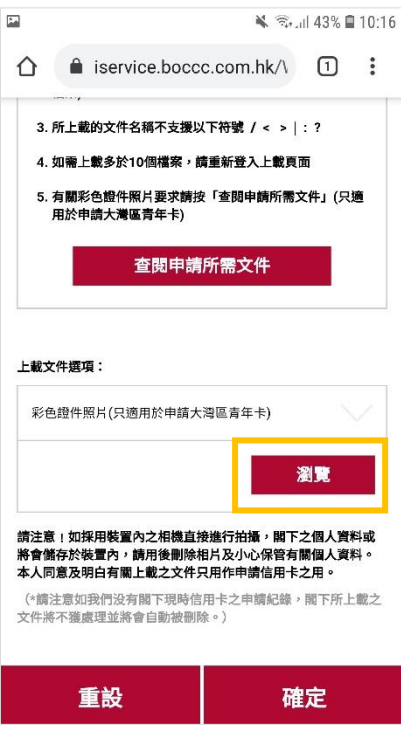 43% 10:16
iservice.boccc.com.hk/\ 1
3. 所上載的文件名稱不支援以下符號 / < > | : ?
4. 如需上載多於10個檔案，請重新登入上載頁面
5. 有關彩色證件照片要求請按「查閱申請所需文件」(只適
用於申請大灣區青年卡)
查閱申請所需文件
上載文件選項：
彩色證件照片(只適用於申請大灣區青年卡)
瀏覽
請注意！如採用裝置內之相機直接進行拍攝，閣下之個人資料或
將會儲存於裝置內，請用後刪除相片及小心保管有關個人資料。
本人同意及明白有關上載之文件只用作申請信用卡之用。
（*請注意如我們没有閣下現時信用卡之申請紀錄，閣下所上載之
文件將不獲處理並將會自動被刪除。）
重設 確定